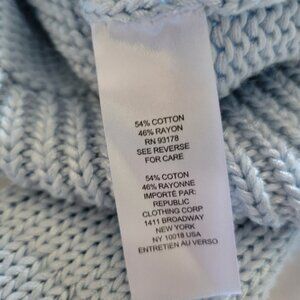 54% COTTON
46% RAYON
RN 93178
SEE REVERSE
FOR CARE
54% COTON
46% RAYONNE
IMPORTÉ PAR:
REPUBLIC
CLOTHING CORP
1411 BROADWAY
NEW YORK
NY 10018 USA
ENTRETIEN AU VERSO